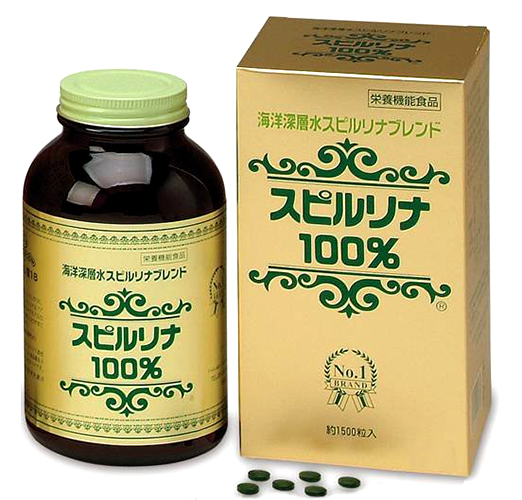 栄養機能食品
海洋深層水スピルリナブレンド
スピルリナ
100%
®
No.1
BRAND
約1500粒入
栄養機能食品
海洋深層水スピルリナブレンド
スピルリナ
100%
No.1